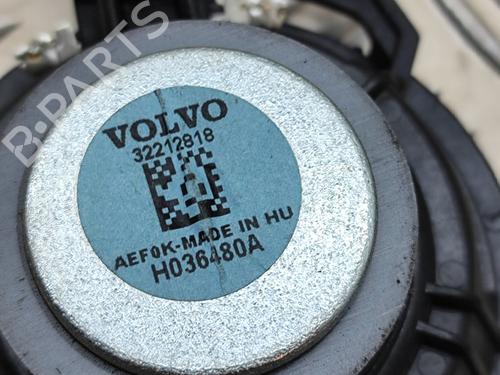 B-PARTS
VOLVO
32212818
AEF0K-MADE IN HU
H036480A